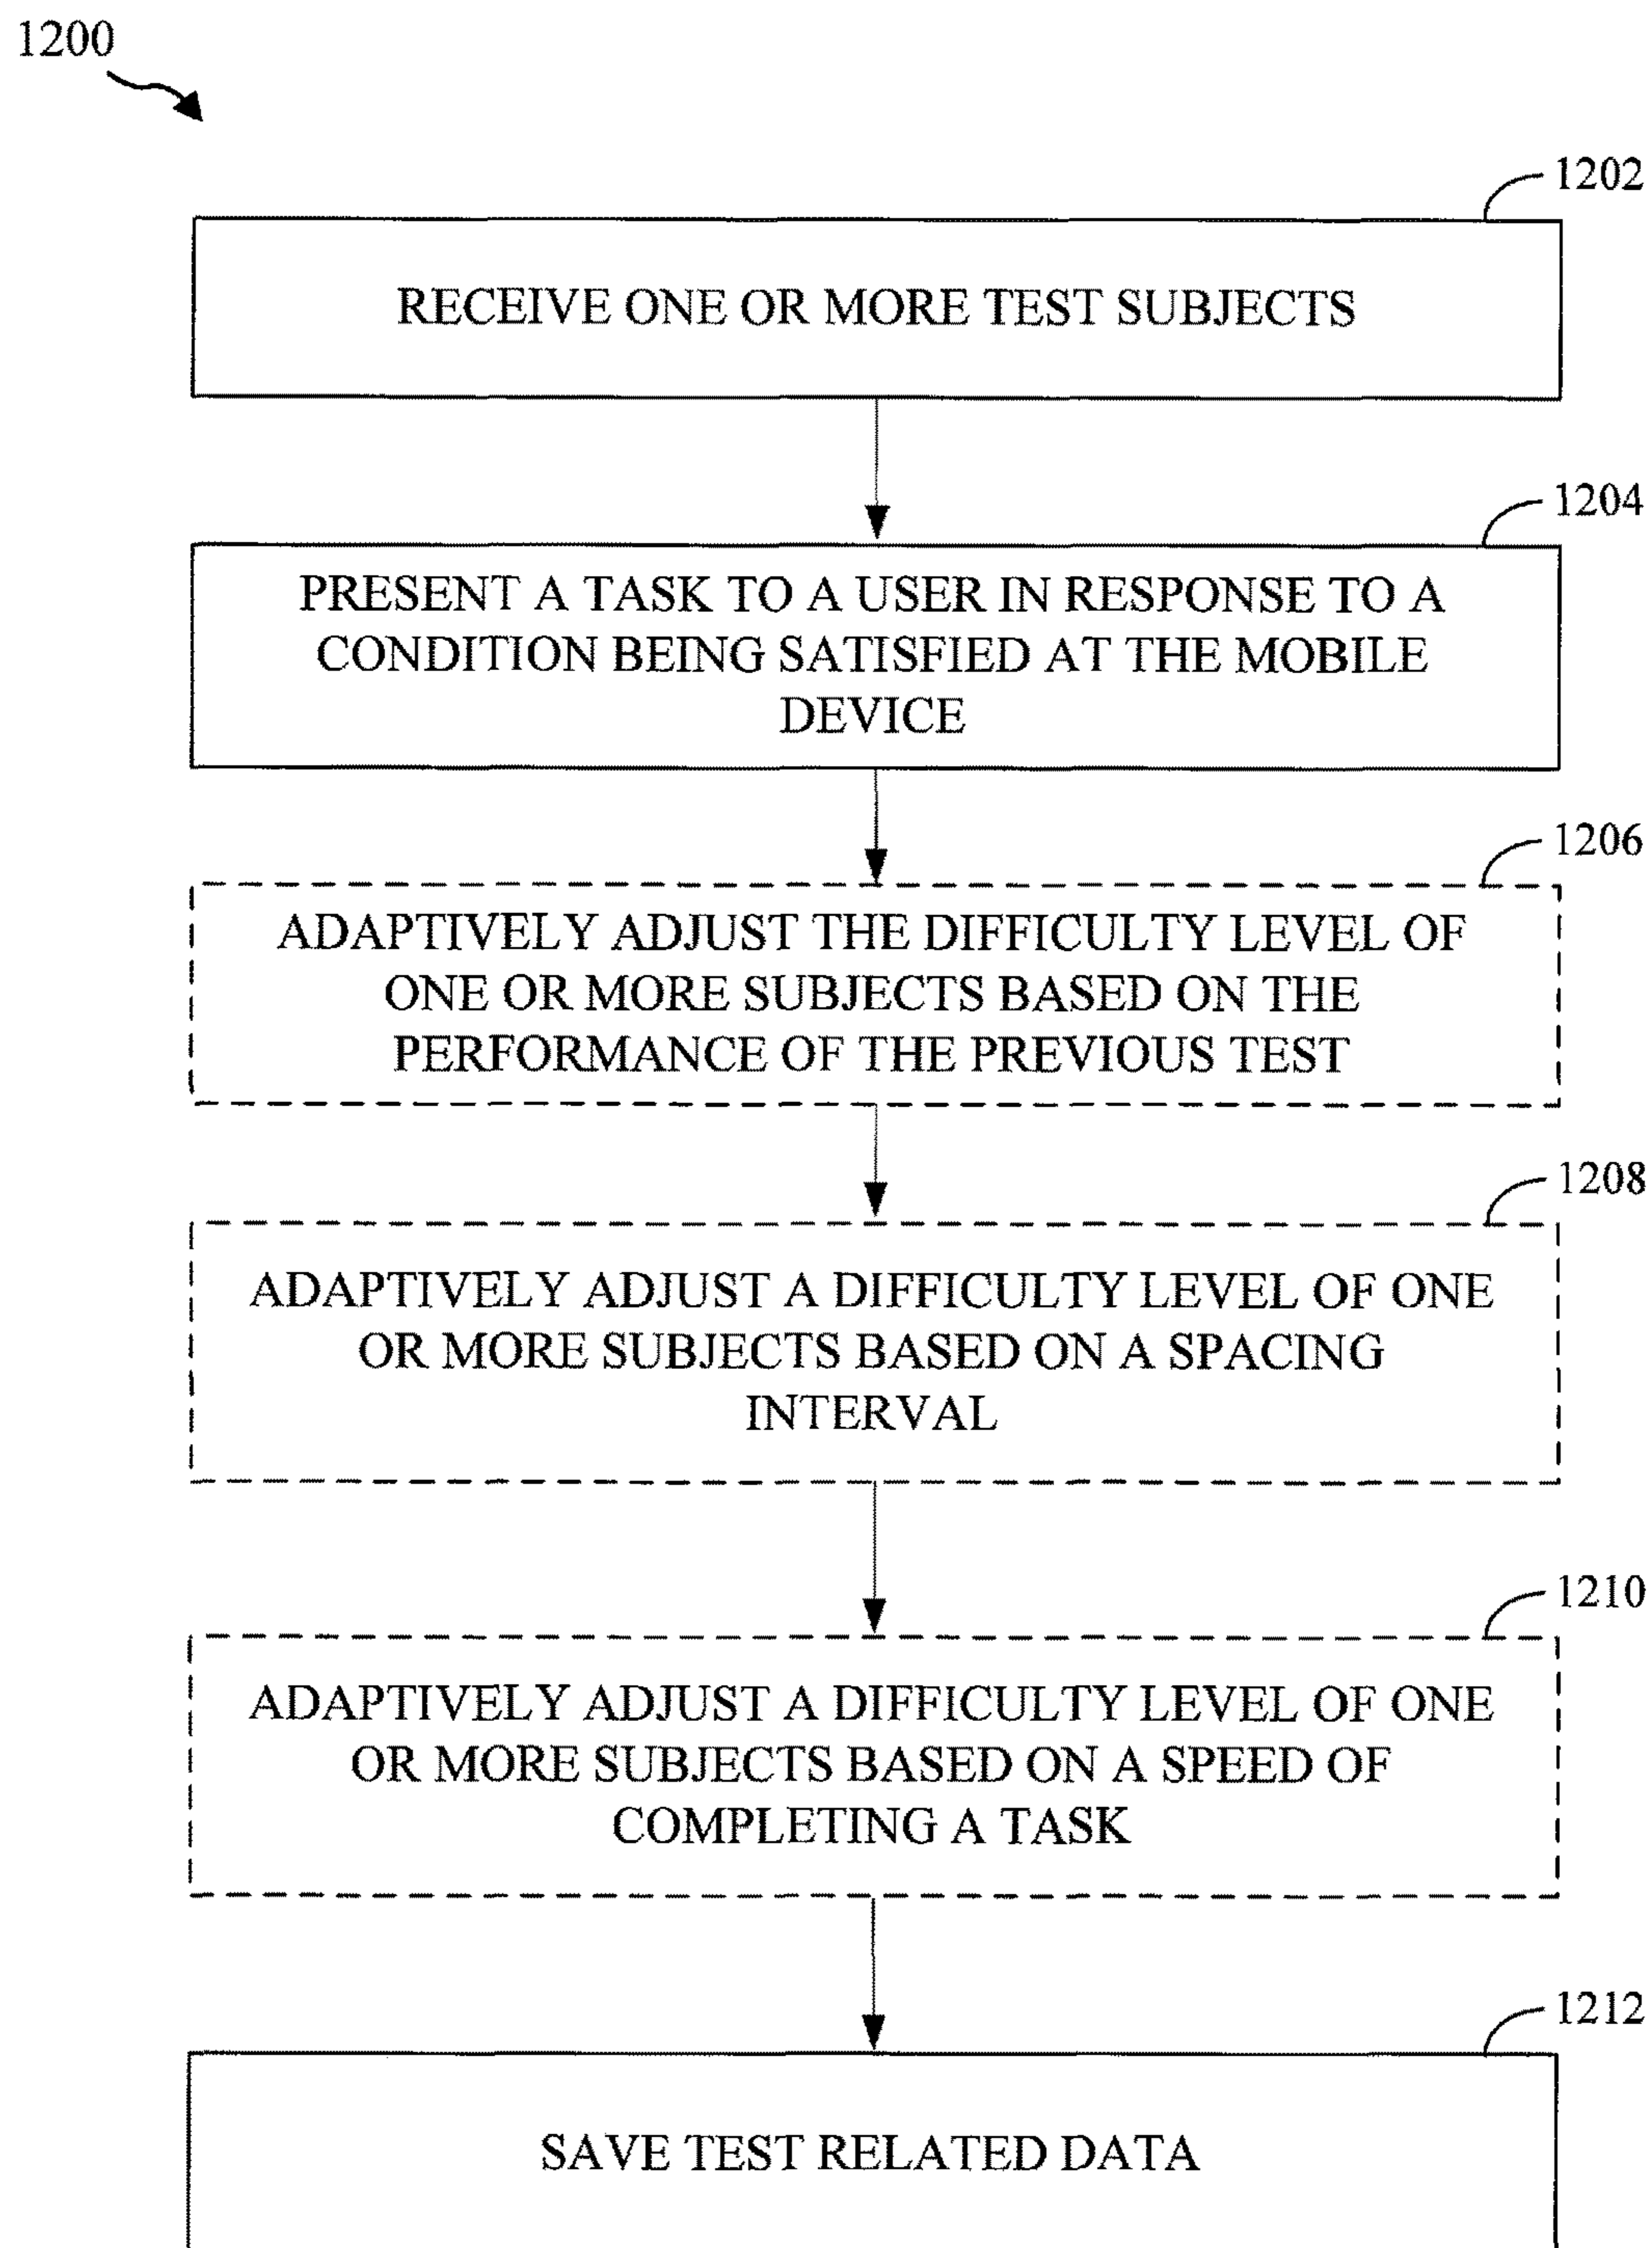 1200
1202
RECEIVE ONE OR MORE TEST SUBJECTS
1204
PRESENT A TASK TO A USER IN RESPONSE TO A
CONDITION BEING SATISFIED AT THE MOBILE
DEVICE
1206
ADAPTIVELY ADJUST THE DIFFICULTY LEVEL OF
ONE OR MORE SUBJECTS BASED ON THE
PERFORMANCE OF THE PREVIOUS TEST
1208
ADAPTIVELY ADJUST A DIFFICULTY LEVEL OF ONE
OR MORE SUBJECTS BASED ON A SPACING
INTERVAL
1210
ADAPTIVELY ADJUST A DIFFICULTY LEVEL OF ONE
OR MORE SUBJECTS BASED ON A SPEED OF
COMPLETING A TASK
1212
SAVE TEST RELATED DATA